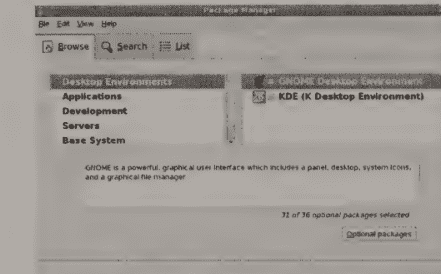 Package Manager
File Edit View Help
Browse Search List
Desktop Environments
Applications
Development
Servers
Base System
GNOME Desktop Environment
KDE (K Desktop Environment)
GNOME is a powerful, graphical user interface which includes a panel, desktop, system icons,
and a graphical file manager
31 of 36 optional packages selected
Optional packages